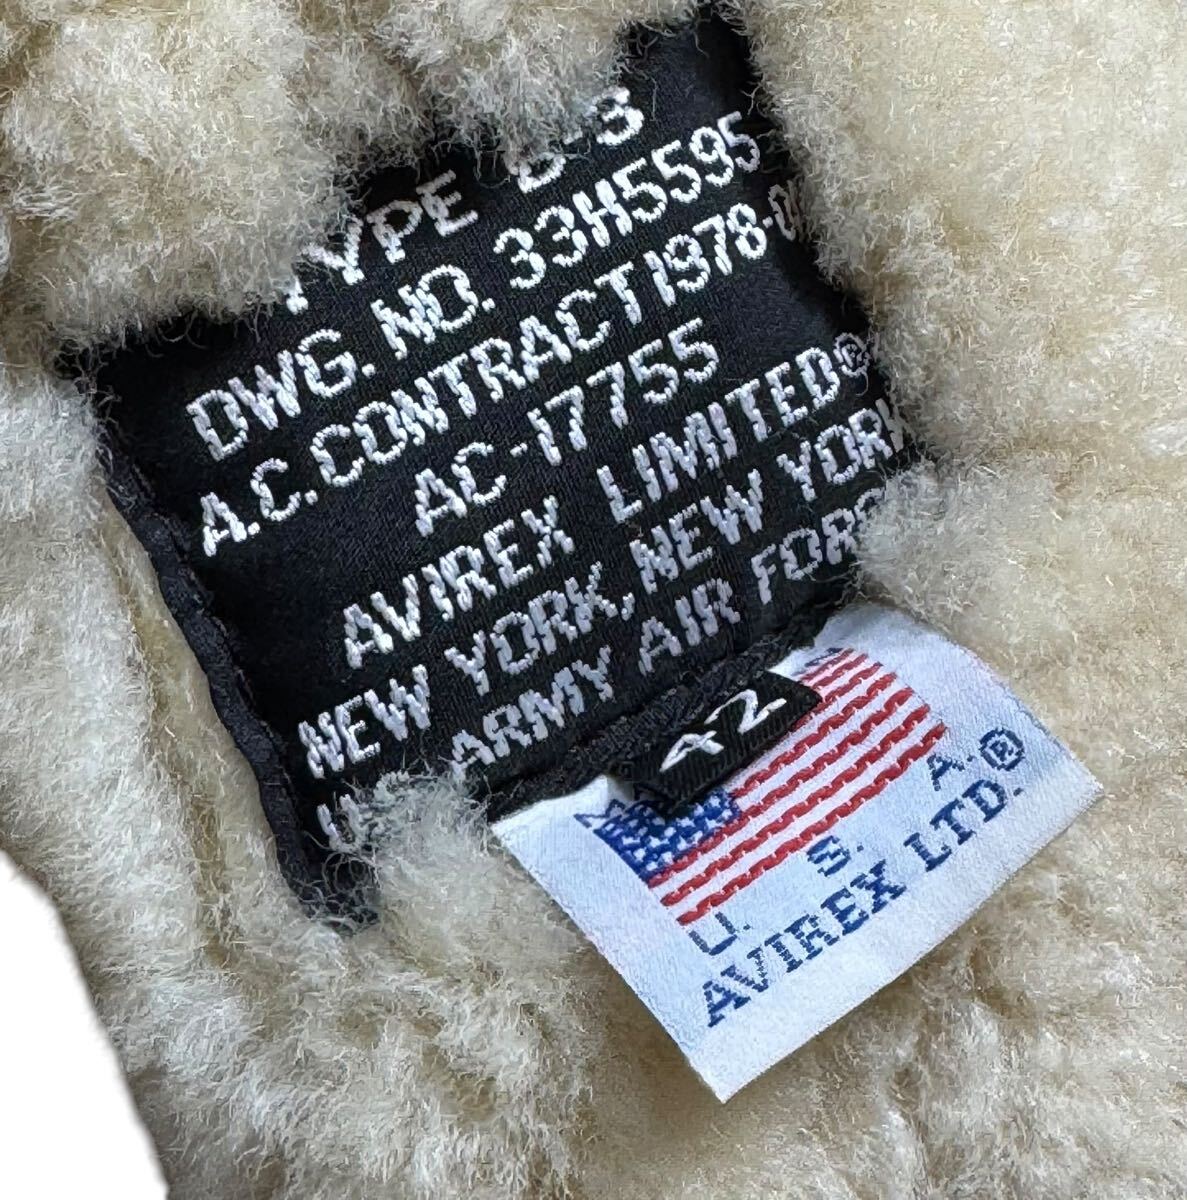 TYPE B-3
DWG. NO. 33H5595
A.C. CONTRACT 1978-
AC-17755
AVIREX LIMITED®
NEW YORK, NEW YORK
ARMY AIR FORC
42
U. S. A.
AVIREX LTD.®